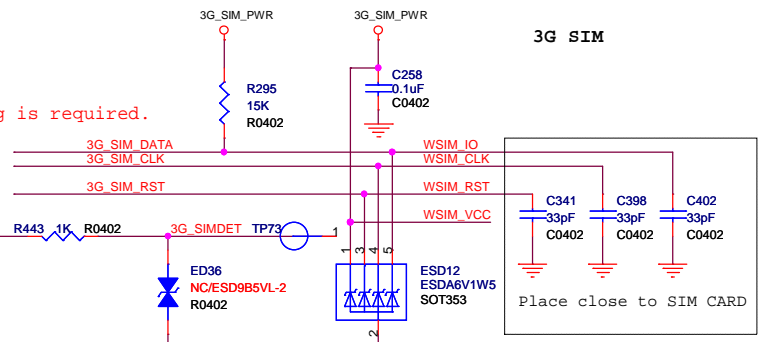 3G_SIM_PWR
3G_SIM_PWR
3G SIM
R295
15K
R0402
C258
0.1uF
C0402
g is required.
3G_SIM_DATA
WSIM_IO
3G_SIM_CLK
WSIM_CLK
3G_SIM_RST
WSIM_RST
WSIM_VCC
C341
33pF
C0402
C398
33pF
C0402
C402
33pF
C0402
R443 1K R0402
3G_SIMDET TP73
1
1 3 4 5
ED36
NC/ESD9B5VL-2
R0402
ESD12
ESDA6V1W5
SOT353
2
Place close to SIM CARD